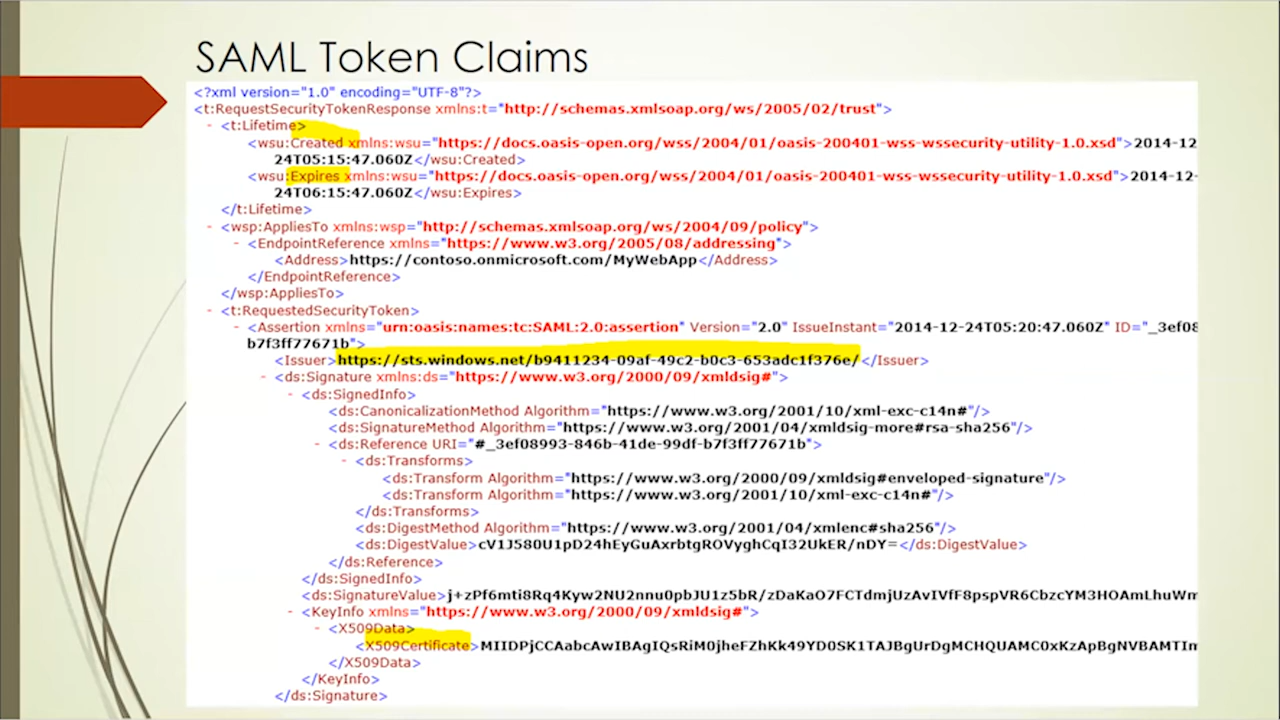 SAML Token Claims
<?xml version="1.0" encoding="UTF-8"?>
<t:RequestSecurityTokenResponse xmlns:t="http://schemas.xmlsoap.org/ws/2005/02/trust">
- <t:Lifetime>
<wsu:Created xmlns:wsu="https://docs.oasis-open.org/wss/2004/01/oasis-200401-wss-wssecurity-utility-1.0.xsd">2014-12-
24T05:15:47.060Z</wsu:Created>
<wsu:Expires xmlns:wsu="https://docs.oasis-open.org/wss/2004/01/oasis-200401-wss-wssecurity-utility-1.0.xsd">2014-12-
24T06:15:47.060Z</wsu:Expires>
</t:Lifetime>
- <wsp:AppliesTo xmlns:wsp="http://schemas.xmlsoap.org/ws/2004/09/policy">
- <EndpointReference xmlns="https://www.w3.org/2005/08/addressing">
<Address>https://contoso.onmicrosoft.com/MyWebApp</Address>
</EndpointReference>
</wsp:AppliesTo>
- <t:RequestedSecurityToken>
- <Assertion xmlns="urn:oasis:names:tc:SAML:2.0:assertion" Version="2.0" IssueInstant="2014-12-24T05:20:47.060Z" ID="_3ef08
b7f3ff77671b">
<Issuer>https://sts.windows.net/b9411234-09af-49c2-b0c3-653adc1f376e/</Issuer>
- <ds:Signature xmlns:ds="https://www.w3.org/2000/09/xmldsig#">
- <ds:SignedInfo>
<ds:CanonicalizationMethod Algorithm="https://www.w3.org/2001/10/xml-exc-c14n#"/>
<ds:SignatureMethod Algorithm="https://www.w3.org/2001/04/xmldsig-more#rsa-sha256"/>
- <ds:Reference URI="#_3ef08993-846b-41de-99df-b7f3ff77671b">
- <ds:Transforms>
<ds:Transform Algorithm="https://www.w3.org/2000/09/xmldsig#enveloped-signature"/>
<ds:Transform Algorithm="https://www.w3.org/2001/10/xml-exc-c14n#"/>
</ds:Transforms>
<ds:DigestMethod Algorithm="https://www.w3.org/2001/04/xmlenc#sha256"/>
<ds:DigestValue>cV1J580U1pD24hEyGuAxrbtgROVyghCqI32UkER/nDY=</ds:DigestValue>
</ds:Reference>
</ds:SignedInfo>
<ds:SignatureValue>j+zPf6mti8Rq4Kyw2NU2nnu0pbJU1z5bR/zDaKaO7FCTdmjUzAvIVfF8pspVR6CbzcYM3HOAmLhuWm
- <KeyInfo xmlns="https://www.w3.org/2000/09/xmldsig#">
- <X509Data>
<X509Certificate>MIIDPjCCAabcAwIBAgIQsRiM0jheFZhKk49YD0SK1TAJBgUrDgMCHQUAMC0xKzApBgNVBAMTIm
</X509Data>
</KeyInfo>
</ds:Signature>